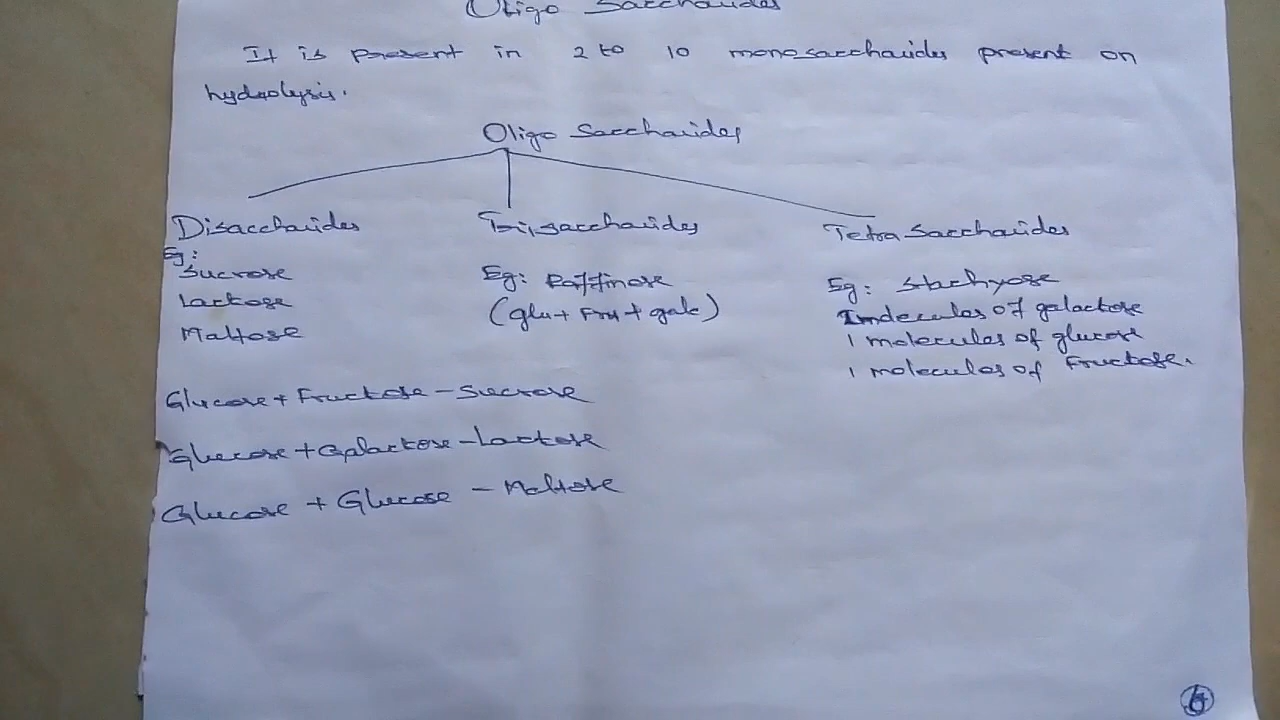 Oligo Saccharides
It is present in 2 to 10 monosaccharides present on
hydrolysis.
Oligo Saccharides
Disaccharides
Eg:
Sucrose
Lactose
Maltose
Trisaccharides
Eg: Raffinose
(glu + Fru + gale)
Tetra Saccharides
Eg: Stachyose
molecules of galactose
1 molecules of glucose
1 molecules of Fructose.
Glucose + Fructose - Sucrose
Glucose + Galactose - Lactose
Glucose + Glucose - Maltose
6